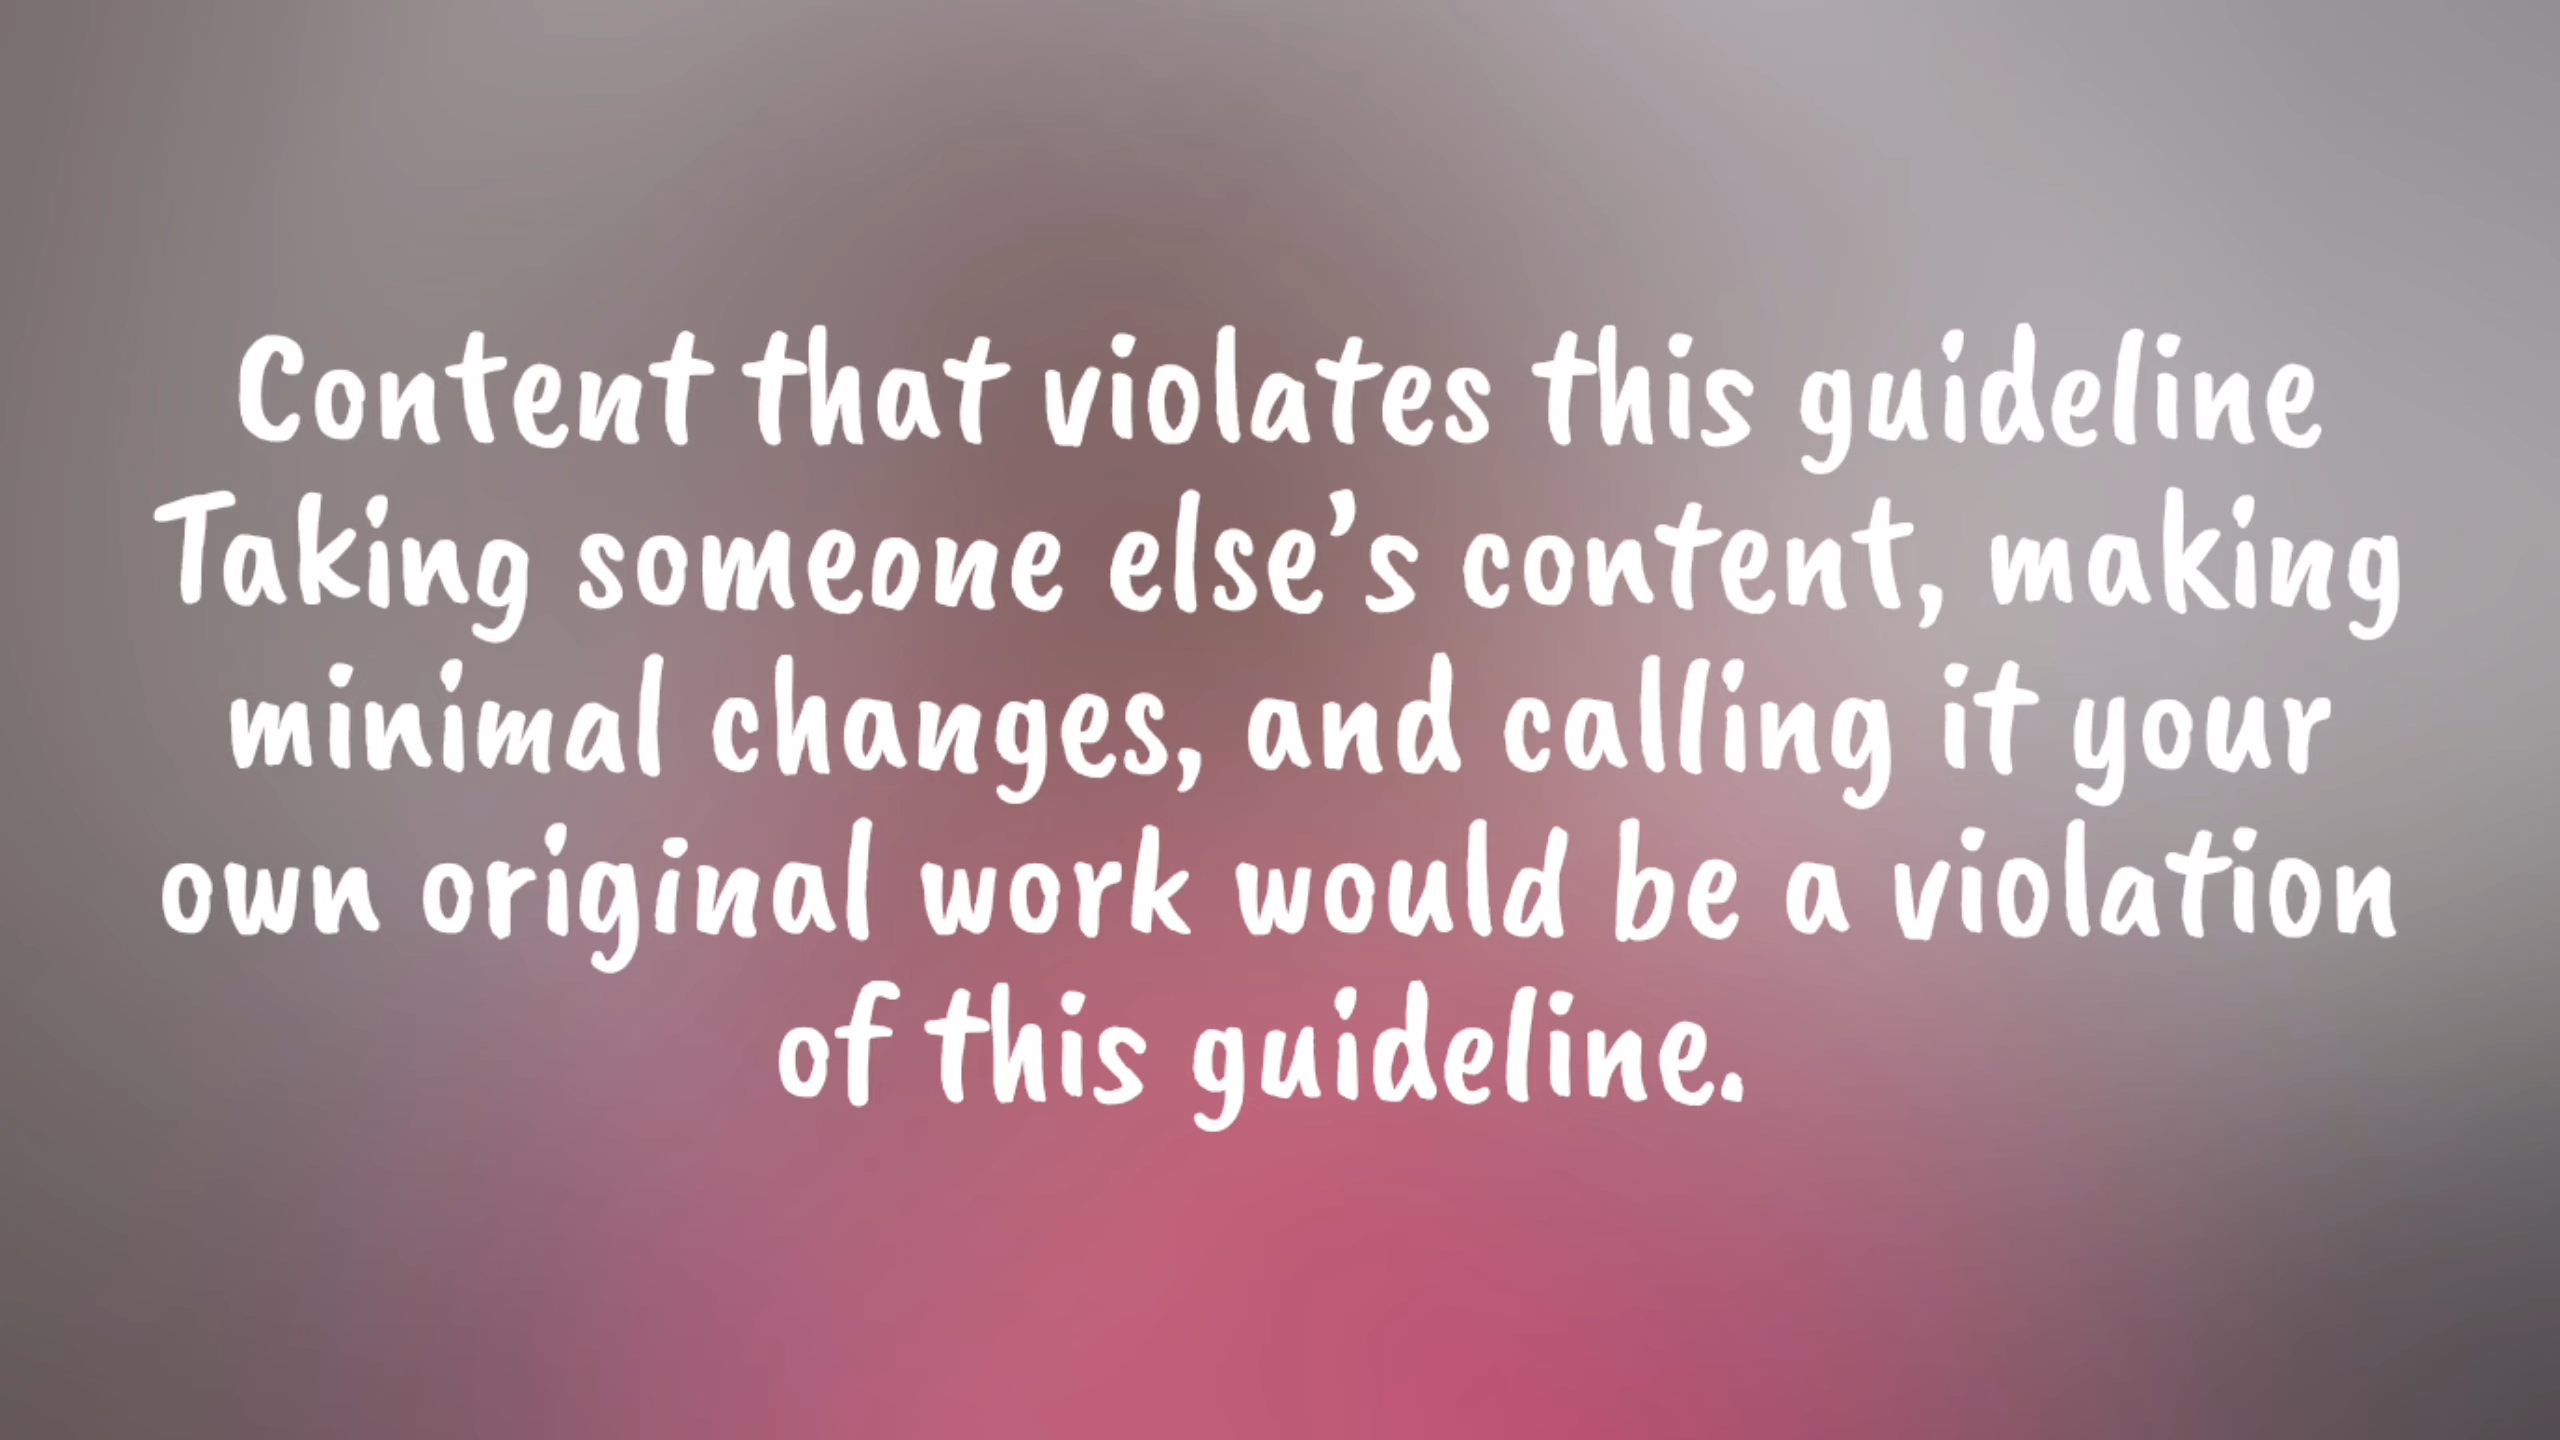 Content that violates this guideline
Taking someone else’s content, making
minimal changes, and calling it your
own original work would be a violation
of this guideline.